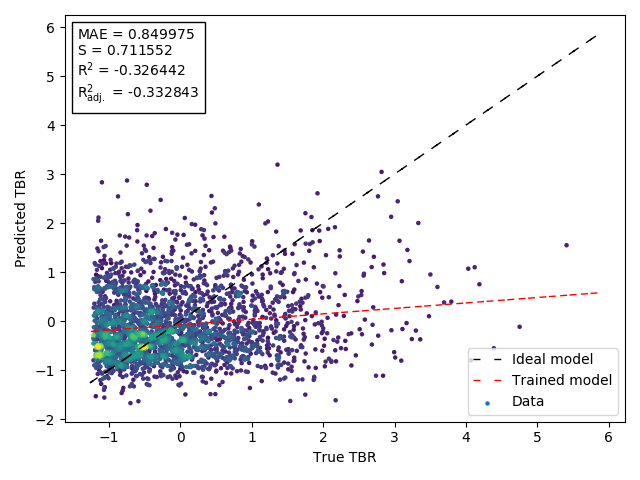 MAE = 0.849975
S = 0.711552
R² = -0.326442
R²adj. = -0.332843
6
5
4
3
2
1
0
−1
−2
Predicted TBR
Ideal model
Trained model
Data
−1 0 1 2 3 4 5 6
True TBR